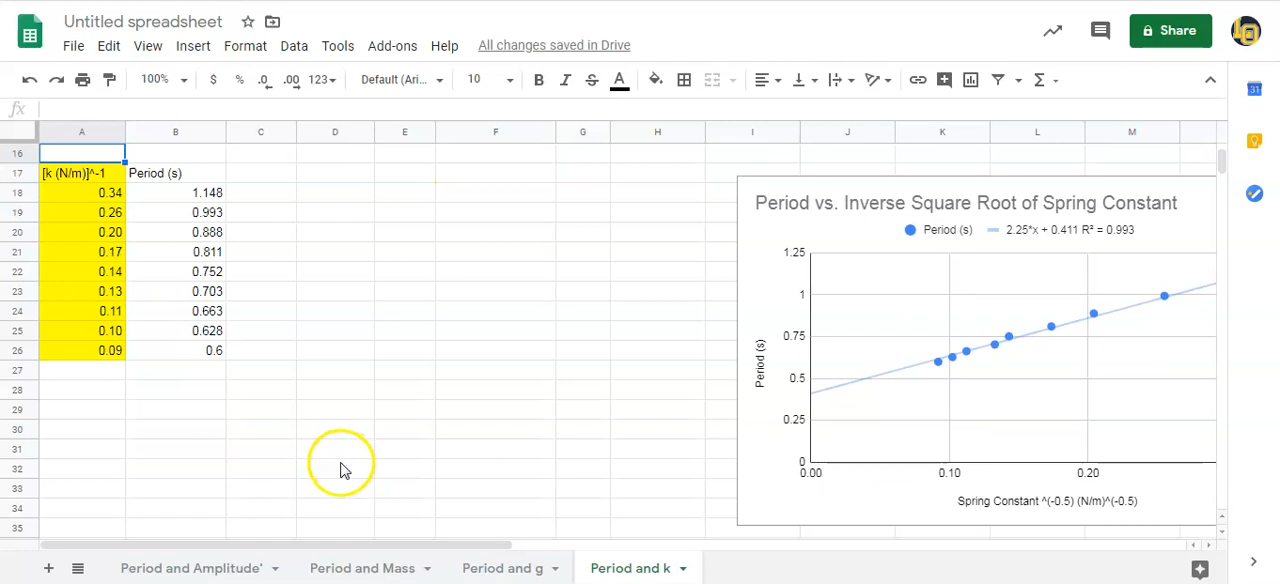 Untitled spreadsheet
File Edit View Insert Format Data Tools Add-ons Help All changes saved in Drive
Share
100% $ % .0 .00 123 Default (Ari... 10 B I S A
fx
A B C D E F G H I J K L M
16
17 [k (N/m)]^-1 Period (s)
18 0.34 1.148
19 0.26 0.993
20 0.20 0.888
21 0.17 0.811
22 0.14 0.752
23 0.13 0.703
24 0.11 0.663
25 0.10 0.628
26 0.09 0.6
27
28
29
30
31
32
33
34
35
Period vs. Inverse Square Root of Spring Constant
Period (s) 2.25*x + 0.411 R² = 0.993
1.25
1
0.75
0.5
0.25
0
Period (s)
0.00 0.10 0.20
Spring Constant ^(-0.5) (N/m)^(-0.5)
Period and Amplitude' Period and Mass Period and g Period and k
31